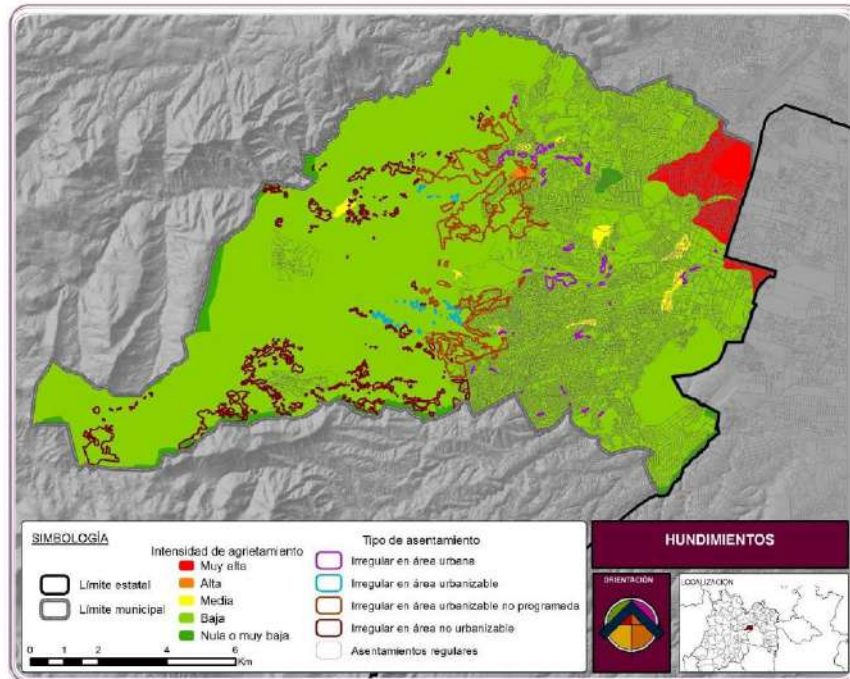 SIMBOLOGÍA
Límite estatal
Límite municipal
0 1 2 4 6
Km
Intensidad de agrietamiento
Muy alta
Alta
Media
Baja
Nula o muy baja
Tipo de asentamiento
Irregular en área urbana
Irregular en área urbanizable
Irregular en área urbanizable no programada
Irregular en área no urbanizable
Asentamientos regulares
HUNDIMIENTOS
ORIENTACIÓN
LOCALIZACIÓN